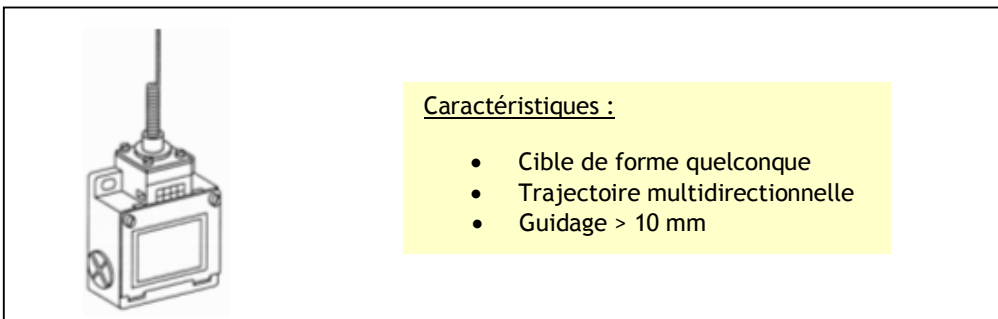 Caractéristiques :
• Cible de forme quelconque
• Trajectoire multidirectionnelle
• Guidage > 10 mm